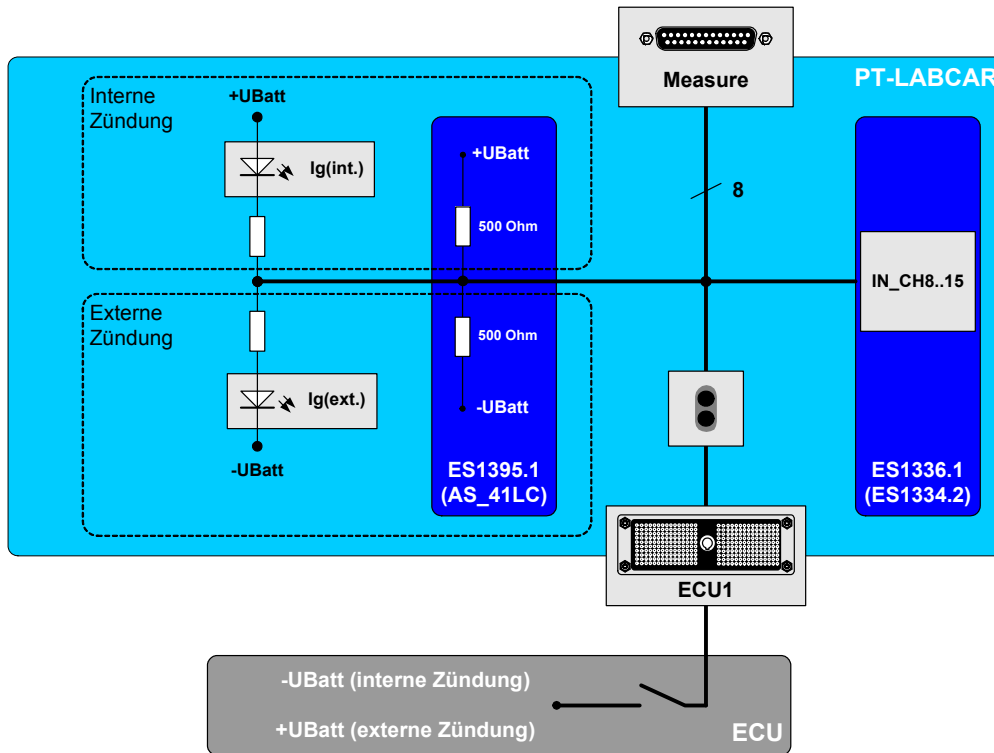 Measure
PT-LABCAR
Interne
Zündung
+UBatt
Ig(int.)
+UBatt
500 Ohm
8
IN_CH8..15
Externe
Zündung
500 Ohm
Ig(ext.)
-UBatt
-UBatt
ES1395.1
(AS_41LC)
ES1336.1
(ES1334.2)
ECU1
-UBatt (interne Zündung)
+UBatt (externe Zündung)
ECU